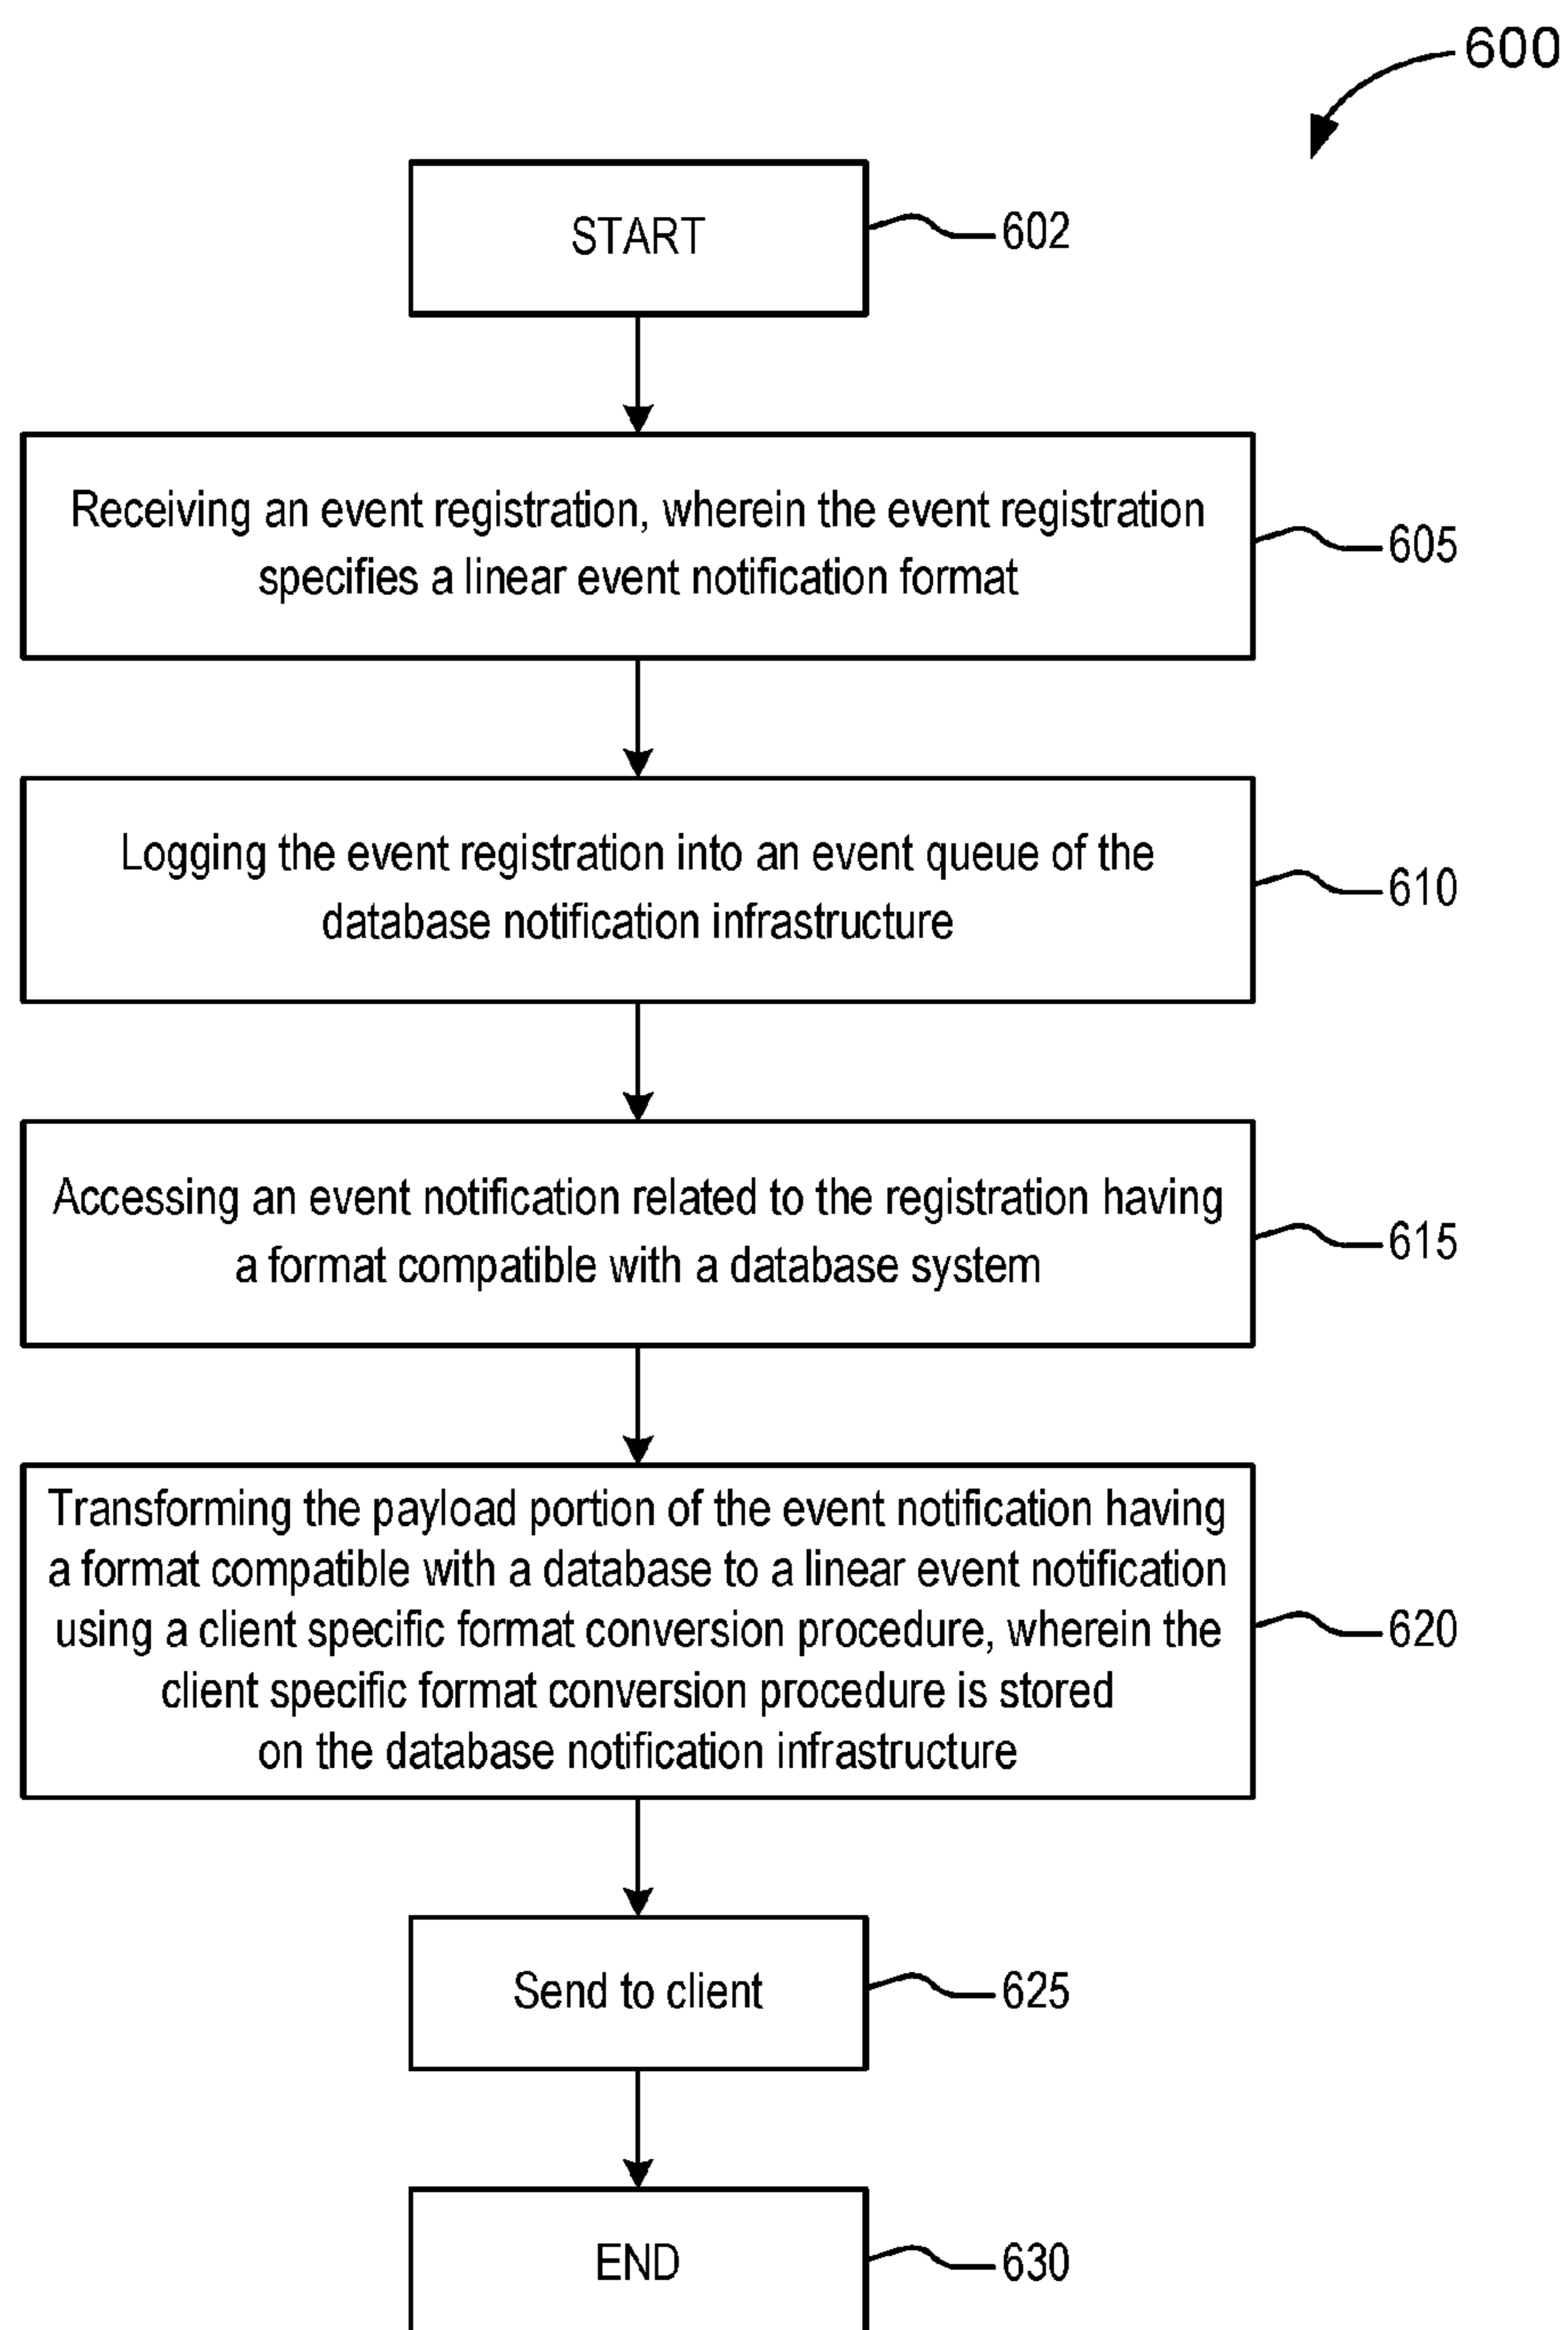 600
START
602
Receiving an event registration, wherein the event registration
specifies a linear event notification format
605
Logging the event registration into an event queue of the
database notification infrastructure
610
Accessing an event notification related to the registration having
a format compatible with a database system
615
Transforming the payload portion of the event notification having
a format compatible with a database to a linear event notification
using a client specific format conversion procedure, wherein the
client specific format conversion procedure is stored
on the database notification infrastructure
620
Send to client
625
END
630